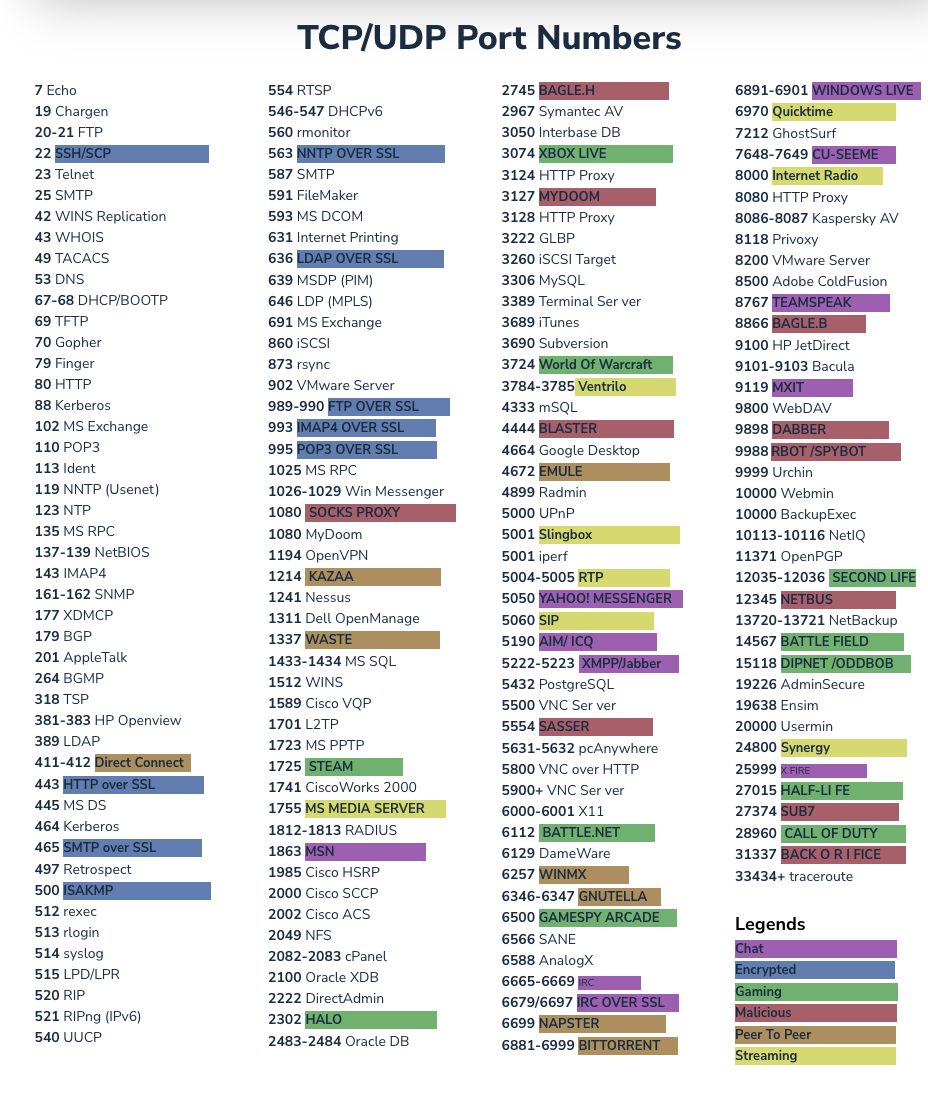 TCP/UDP Port Numbers
7 Echo
19 Chargen
20-21 FTP
22 SSH/SCP
23 Telnet
25 SMTP
42 WINS Replication
43 WHOIS
49 TACACS
53 DNS
67-68 DHCP/BOOTP
69 TFTP
70 Gopher
79 Finger
80 HTTP
88 Kerberos
102 MS Exchange
110 POP3
113 Ident
119 NNTP (Usenet)
123 NTP
135 MS RPC
137-139 NetBIOS
143 IMAP4
161-162 SNMP
177 XDMCP
179 BGP
201 AppleTalk
264 BGMP
318 TSP
381-383 HP Openview
389 LDAP
411-412 Direct Connect
443 HTTP over SSL
445 MS DS
464 Kerberos
465 SMTP over SSL
497 Retrospect
500 ISAKMP
512 rexec
513 rlogin
514 syslog
515 LPD/LPR
520 RIP
521 RIPng (IPv6)
540 UUCP
554 RTSP
546-547 DHCPv6
560 rmonitor
563 NNTP OVER SSL
587 SMTP
591 FileMaker
593 MS DCOM
631 Internet Printing
636 LDAP OVER SSL
639 MSDP (PIM)
646 LDP (MPLS)
691 MS Exchange
860 iSCSI
873 rsync
902 VMware Server
989-990 FTP OVER SSL
993 IMAP4 OVER SSL
995 POP3 OVER SSL
1025 MS RPC
1026-1029 Win Messenger
1080 SOCKS PROXY
1080 MyDoom
1194 OpenVPN
1214 KAZAA
1241 Nessus
1311 Dell OpenManage
1337 WASTE
1433-1434 MS SQL
1512 WINS
1589 Cisco VQP
1701 L2TP
1723 MS PPTP
1725 STEAM
1741 CiscoWorks 2000
1755 MS MEDIA SERVER
1812-1813 RADIUS
1863 MSN
1985 Cisco HSRP
2000 Cisco SCCP
2002 Cisco ACS
2049 NFS
2082-2083 cPanel
2100 Oracle XDB
2222 DirectAdmin
2302 HALO
2483-2484 Oracle DB
2745 BAGLE.H
2967 Symantec AV
3050 Interbase DB
3074 XBOX LIVE
3124 HTTP Proxy
3127 MYDOOM
3128 HTTP Proxy
3222 GLBP
3260 iSCSI Target
3306 MySQL
3389 Terminal Ser ver
3689 iTunes
3690 Subversion
3724 World Of Warcraft
3784-3785 Ventrilo
4333 mSQL
4444 BLASTER
4664 Google Desktop
4672 EMULE
4899 Radmin
5000 UPnP
5001 Slingbox
5001 iperf
5004-5005 RTP
5050 YAHOO! MESSENGER
5060 SIP
5190 AIM/ ICQ
5222-5223 XMPP/Jabber
5432 PostgreSQL
5500 VNC Ser ver
5554 SASSER
5631-5632 pcAnywhere
5800 VNC over HTTP
5900+ VNC Ser ver
6000-6001 X11
6112 BATTLE.NET
6129 DameWare
6257 WINMX
6346-6347 GNUTELLA
6500 GAMESPY ARCADE
6566 SANE
6588 AnalogX
6665-6669 IRC
6679/6697 IRC OVER SSL
6699 NAPSTER
6881-6999 BITTORRENT
6891-6901 WINDOWS LIVE
6970 Quicktime
7212 GhostSurf
7648-7649 CU-SEEME
8000 Internet Radio
8080 HTTP Proxy
8086-8087 Kaspersky AV
8118 Privoxy
8200 VMware Server
8500 Adobe ColdFusion
8767 TEAMSPEAK
8866 BAGLE.B
9100 HP JetDirect
9101-9103 Bacula
9119 MXIT
9800 WebDAV
9898 DABBER
9988 RBOT /SPYBOT
9999 Urchin
10000 Webmin
10000 BackupExec
10113-10116 NetIQ
11371 OpenPGP
12035-12036 SECOND LIFE
12345 NETBUS
13720-13721 NetBackup
14567 BATTLE FIELD
15118 DIPNET /ODDBOB
19226 AdminSecure
19638 Ensim
20000 Usermin
24800 Synergy
25999 X FIRE
27015 HALF-LI FE
27374 SUB7
28960 CALL OF DUTY
31337 BACK O R I FICE
33434+ traceroute
Legends
Chat
Encrypted
Gaming
Malicious
Peer To Peer
Streaming